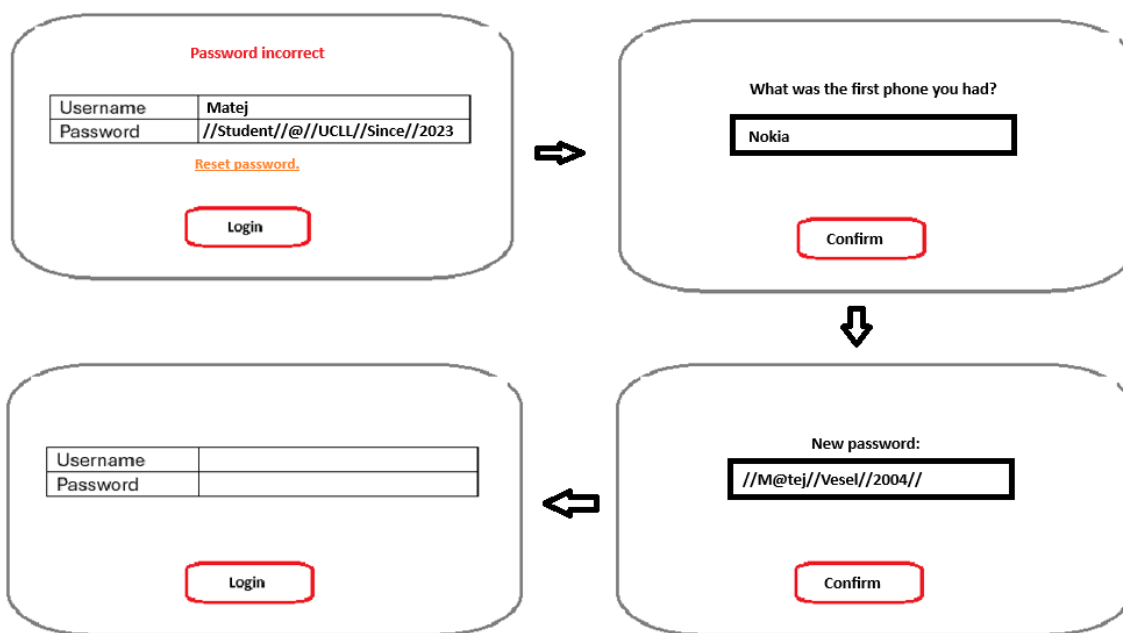 Password incorrect
Username Matej
Password //Student//@//UCLL//Since//2023
Reset password.
Login
What was the first phone you had?
Nokia
Confirm
New password:
//M@tej//Vesel//2004//
Confirm
Username
Password
Login